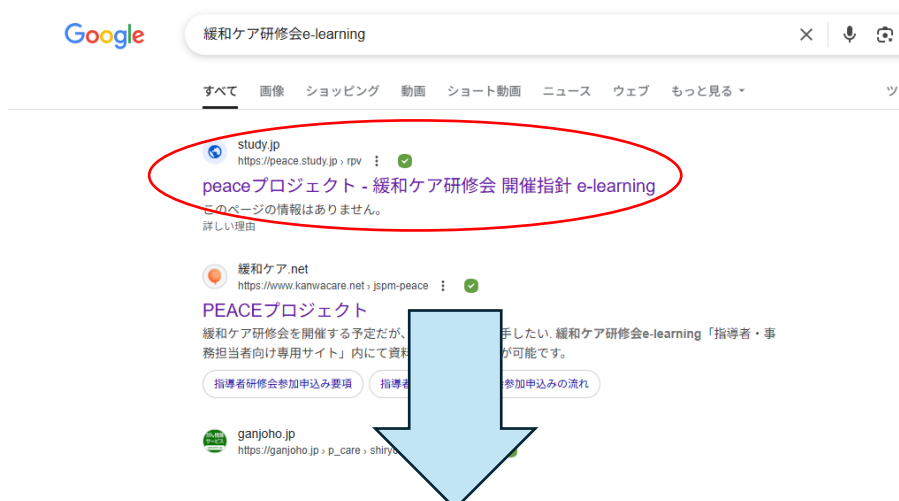 Google
緩和ケア研修会e-learning
すべて 画像 ショッピング 動画 ショート動画 ニュース ウェブ もっと見る ツ
study.jp
https://peace.study.jp › rpv
peaceプロジェクト - 緩和ケア研修会 開催指針 e-learning
このページの情報はありません。
詳しい理由
緩和ケア.net
https://www.kanwacare.net › jspm-peace
PEACEプロジェクト
緩和ケア研修会を開催する予定だが、 手したい. 緩和ケア研修会e-learning「指導者・事
務担当者向け専用サイト」内にて資料 が可能です。
指導者研修会参加申込み要項 指導者 参加申込みの流れ
ganjoho.jp
https://ganjoho.jp › p_care › shiryo